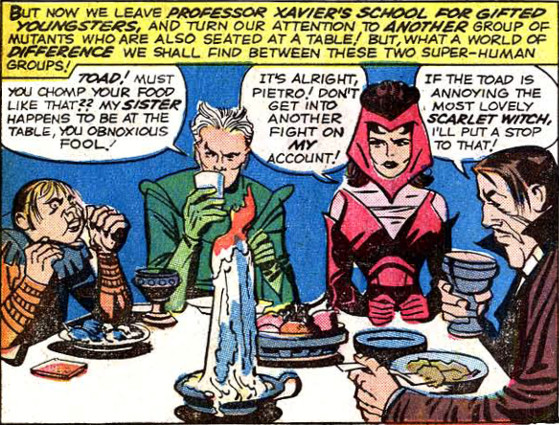 BUT NOW WE LEAVE PROFESSOR XAVIER'S SCHOOL FOR GIFTED
YOUNGSTERS, AND TURN OUR ATTENTION TO ANOTHER GROUP OF
MUTANTS WHO ARE ALSO SEATED AT A TABLE! BUT, WHAT A WORLD OF
DIFFERENCE WE SHALL FIND BETWEEN THESE TWO SUPER-HUMAN
GROUPS!
TOAD! MUST
YOU CHOMP YOUR FOOD
LIKE THAT?? MY SISTER
HAPPENS TO BE AT THE
TABLE, YOU OBNOXIOUS
FOOL!
IT'S ALRIGHT,
PIETRO! DON'T
GET INTO
ANOTHER
FIGHT ON
MY
ACCOUNT!
IF THE TOAD IS
ANNOYING THE
MOST LOVELY
SCARLET WITCH,
I'LL PUT A STOP
TO THAT!